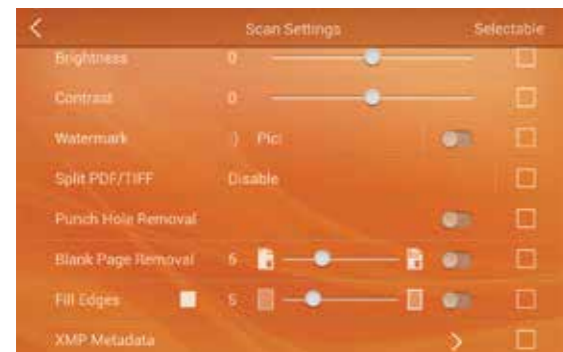 Scan Settings Selectable
Brightness 0
Contrast 0
Watermark :) Pic!
Split PDF/TIFF Disable
Punch Hole Removal
Blank Page Removal 5
Fill Edges 5
XMP Metadata